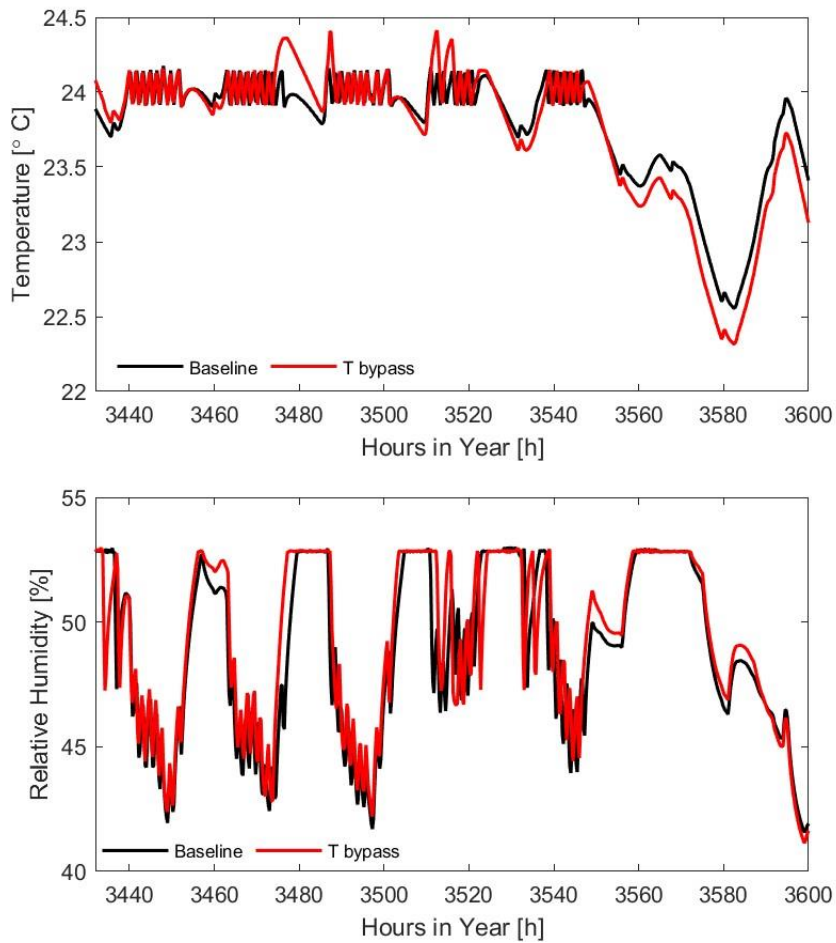 24.5
24
23.5
23
22.5
22
Temperature [° C]
Baseline T bypass
3440 3460 3480 3500 3520 3540 3560 3580 3600
Hours in Year [h]
55
50
45
40
Relative Humidity [%]
Baseline T bypass
3440 3460 3480 3500 3520 3540 3560 3580 3600
Hours in Year [h]